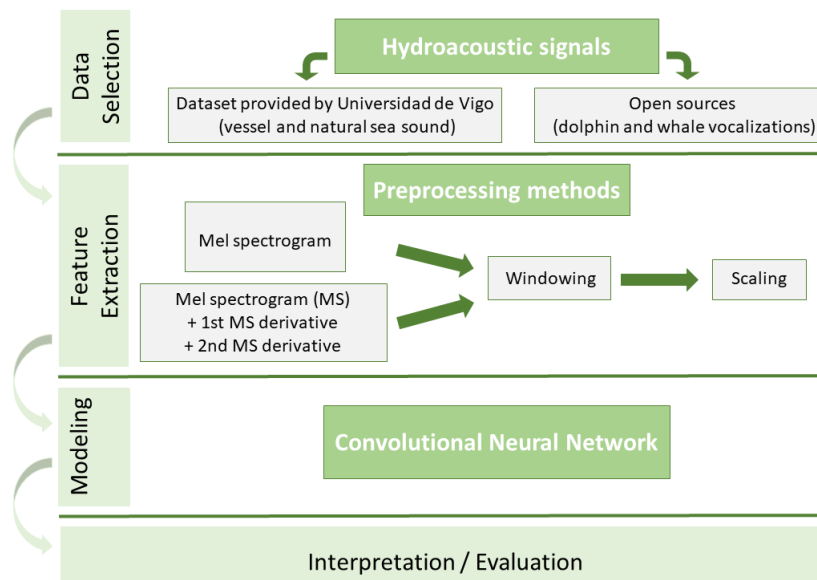 Data
Selection
Hydroacoustic signals
Dataset provided by Universidad de Vigo
(vessel and natural sea sound)
Open sources
(dolphin and whale vocalizations)
Feature
Extraction
Preprocessing methods
Mel spectrogram
Mel spectrogram (MS)
+ 1st MS derivative
+ 2nd MS derivative
Windowing
Scaling
Modeling
Convolutional Neural Network
Interpretation / Evaluation